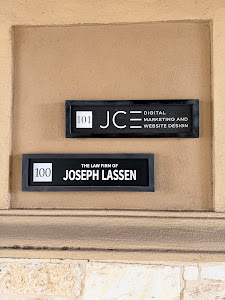 101 JCE DIGITAL
MARKETING AND
WEBSITE DESIGN
100 THE LAW FIRM OF
JOSEPH LASSEN